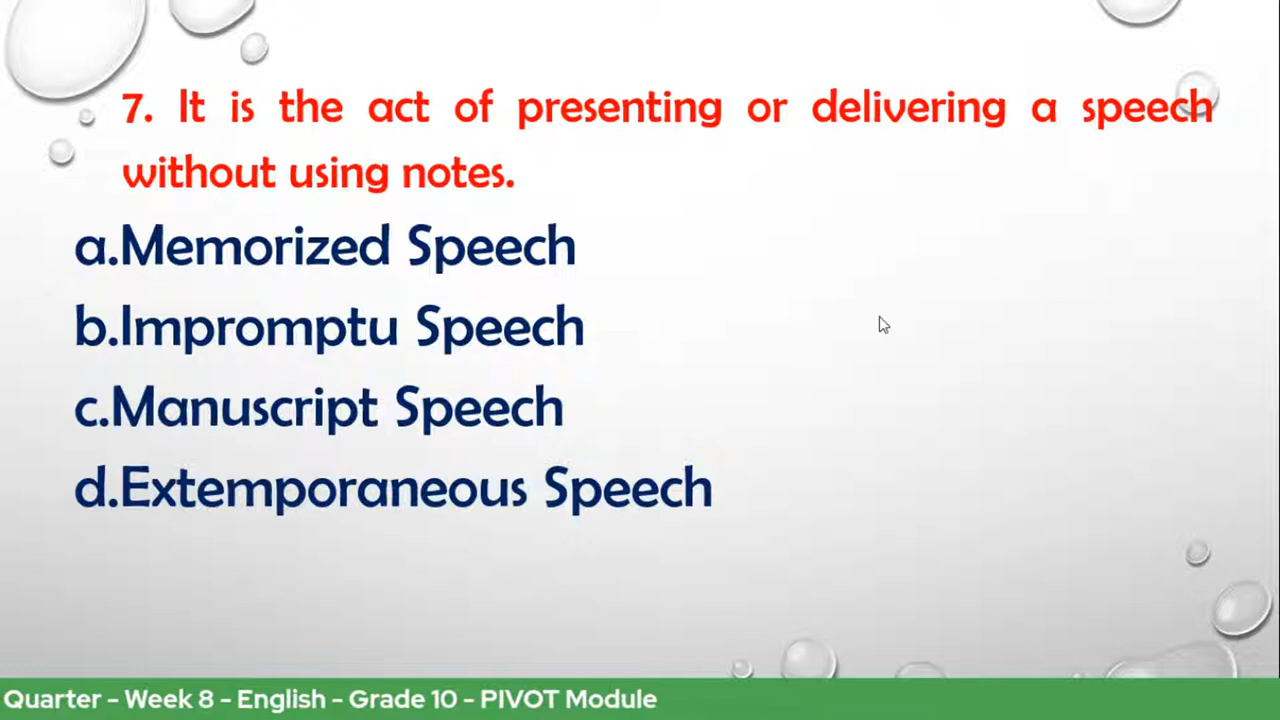 7. It is the act of presenting or delivering a speech
without using notes.
a.Memorized Speech
b.Impromptu Speech
c.Manuscript Speech
d.Extemporaneous Speech
Quarter - Week 8 - English - Grade 10 - PIVOT Module